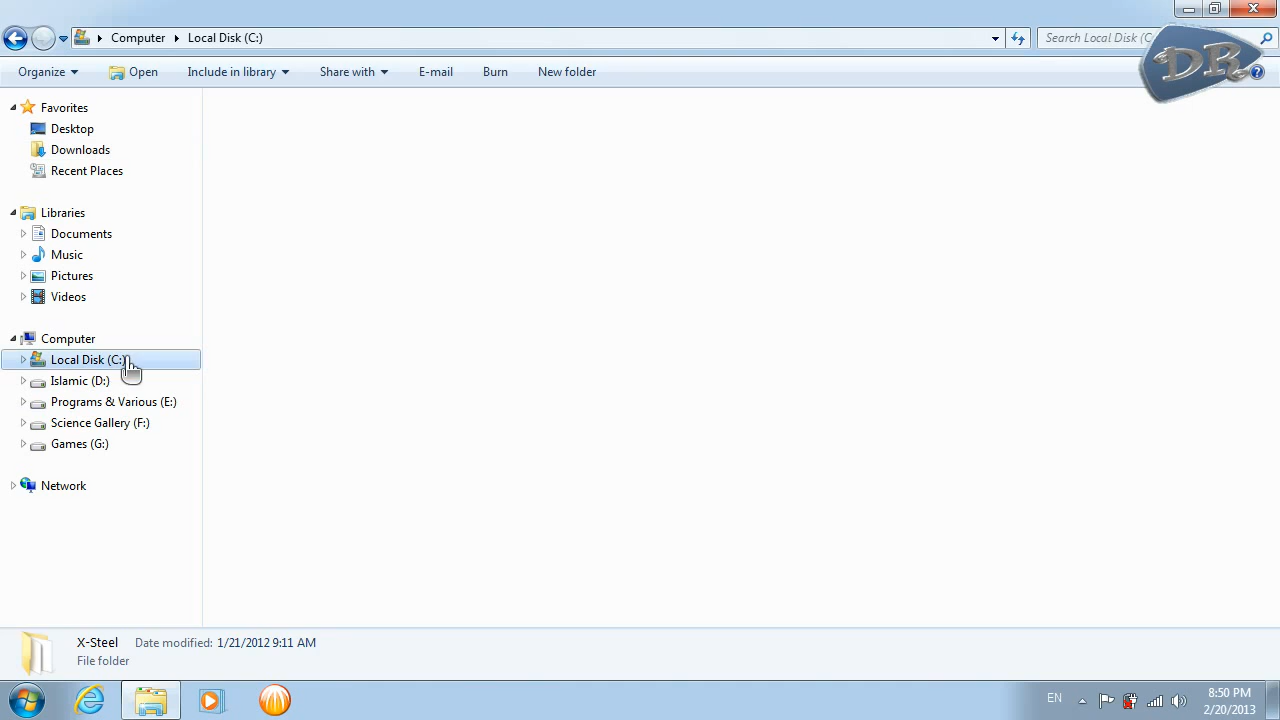 Computer Local Disk (C:)
Search Local Disk (C
DR
Organize Open Include in library Share with E-mail Burn New folder
Favorites
Desktop
Downloads
Recent Places
Libraries
Documents
Music
Pictures
Videos
Computer
Local Disk (C:)
Islamic (D:)
Programs & Various (E:)
Science Gallery (F:)
Games (G:)
Network
X-Steel Date modified: 1/21/2012 9:11 AM
File folder
EN
8:50 PM
2/20/2013